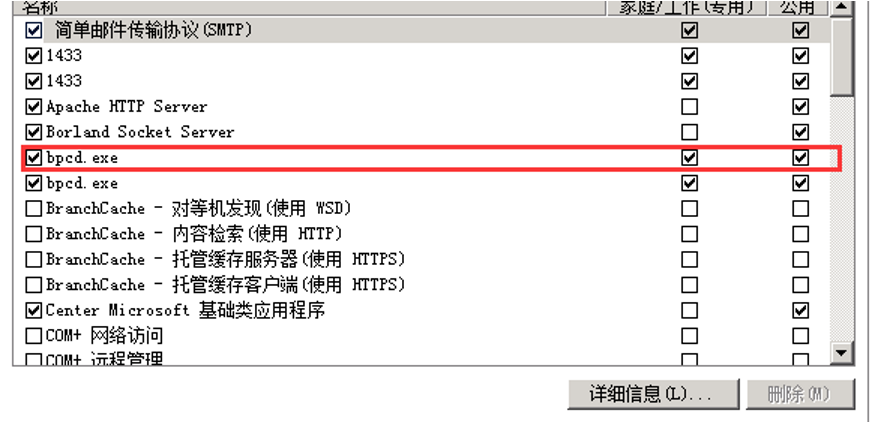 名称 家庭/工作(专用) 公用
简单邮件传输协议(SMTP)
1433
1433
Apache HTTP Server
Borland Socket Server
bpcd.exe
bpcd.exe
BranchCache - 对等机发现(使用 WSD)
BranchCache - 内容检索(使用 HTTP)
BranchCache - 托管缓存服务器(使用 HTTPS)
BranchCache - 托管缓存客户端(使用 HTTPS)
Center Microsoft 基础类应用程序
COM+ 网络访问
COM+ 远程管理
详细信息(L)... 删除(M)